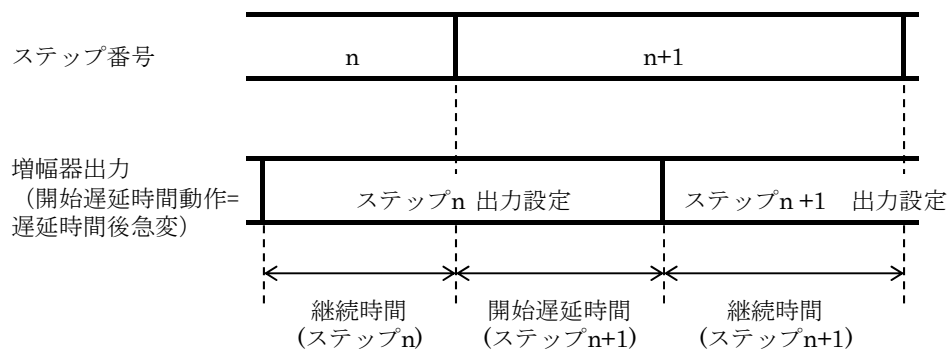 ステップ番号
n
n+1
増幅器出力
（開始遅延時間動作=
遅延時間後急変）
ステップn 出力設定
ステップn +1 出力設定
継続時間
(ステップn)
開始遅延時間
(ステップn+1)
継続時間
(ステップn+1)